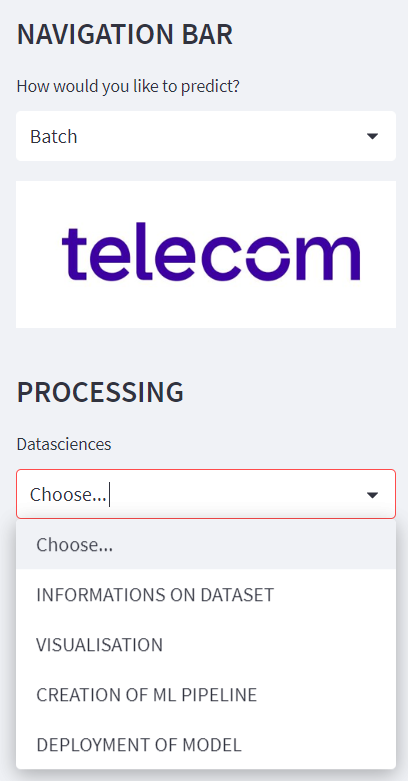 NAVIGATION BAR
How would you like to predict?
Batch
telecom
PROCESSING
Datasciences
Choose...
Choose...
INFORMATIONS ON DATASET
VISUALISATION
CREATION OF ML PIPELINE
DEPLOYMENT OF MODEL